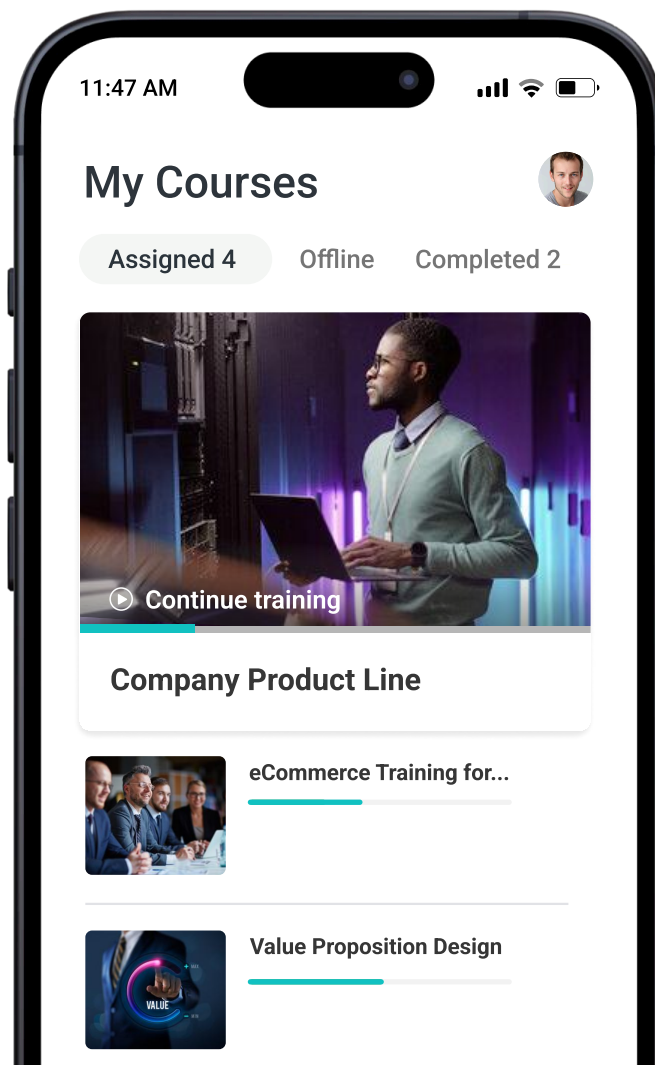 11:47 AM
My Courses
Assigned 4
Offline
Completed 2
Continue training
Company Product Line
eCommerce Training for...
Value Proposition Design
VALUE